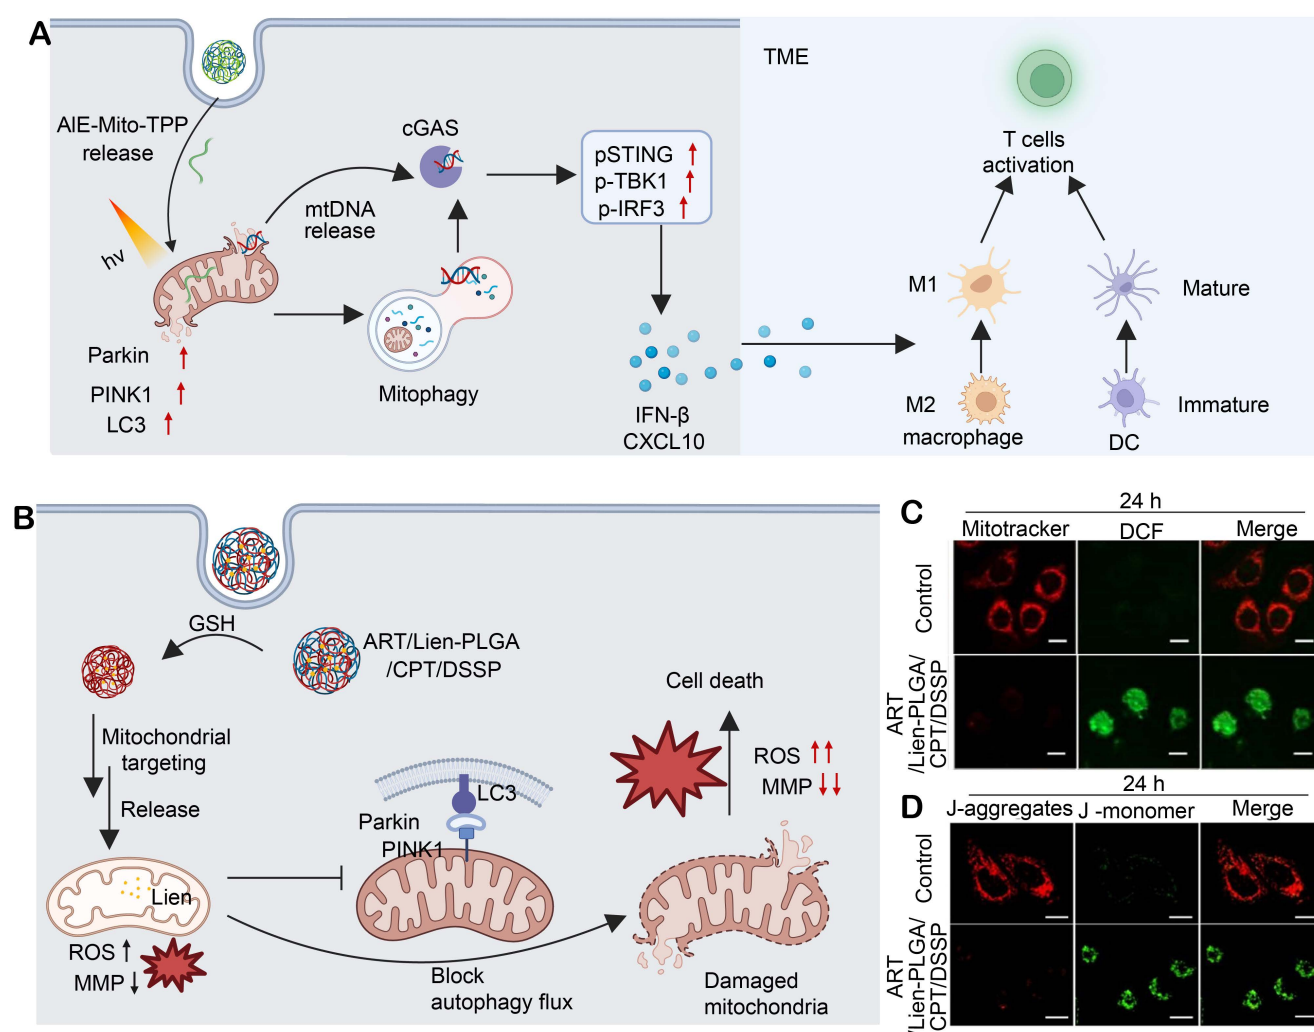 A
TME
AIE-Mito-TPP
release
hv
cGAS
mtDNA
release
pSTING
p-TBK1
p-IRF3
T cells
activation
M1
Mature
Parkin
PINK1
LC3
Mitophagy
IFN-β
CXCL10
M2
macrophage
Immature
DC
B
GSH
ART/Lien-PLGA
/CPT/DSSP
Mitochondrial
targeting
Release
Lien
ROS
MMP
LC3
Parkin
PINK1
Block
autophagy flux
Cell death
ROS
MMP
Damaged
mitochondria
C
24 h
Mitotracker DCF Merge
Control
ART
/Lien-PLGA/
CPT/DSSP
D
24 h
J-aggregates J -monomer Merge
Control
ART
/Lien-PLGA/
CPT/DSSP